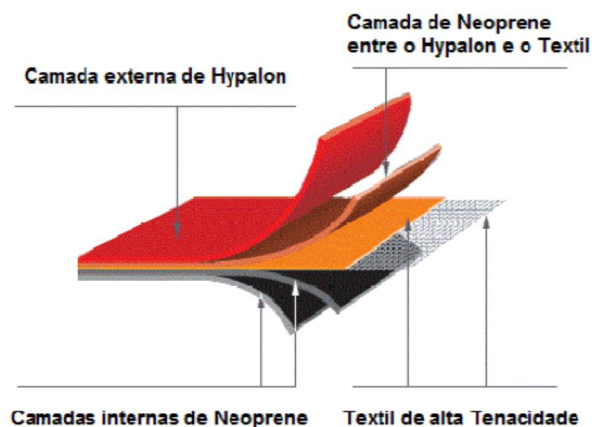 Camada de Neoprene
entre o Hypalon e o Textil
Camada externa de Hypalon
Camadas internas de Neoprene
Textil de alta Tenacidade